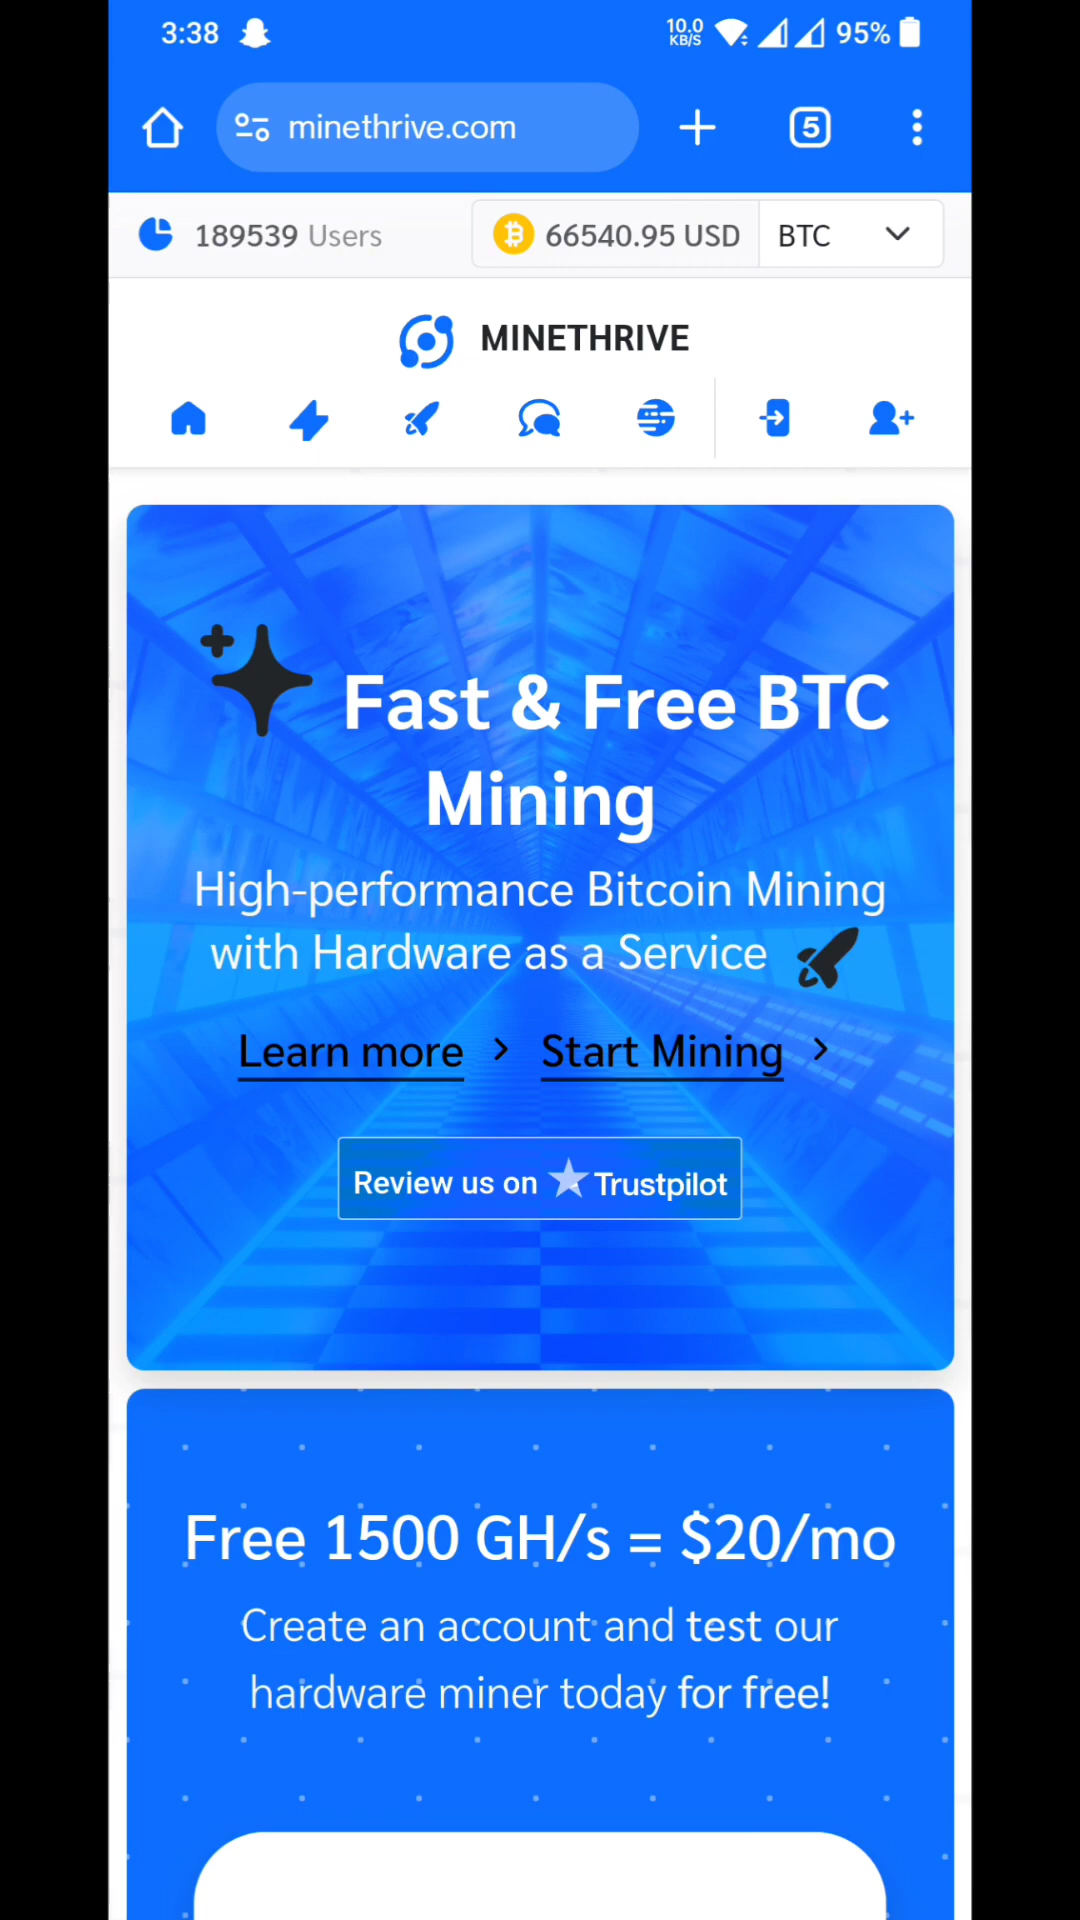 3:38 10.0 KB/S 95%
minethrive.com 5
189539 Users 66540.95 USD BTC
MINETHRIVE
Fast & Free BTC
Mining
High-performance Bitcoin Mining
with Hardware as a Service
Learn more Start Mining
Review us on Trustpilot
Free 1500 GH/s = $20/mo
Create an account and test our
hardware miner today for free!